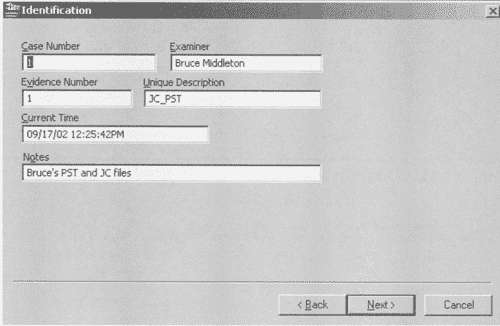 Identification
Case Number Examiner
1 Bruce Middleton
Evidence Number Unique Description
1 JC_PST
Current Time
09/17/02 12:25:42PM
Notes
Bruce's PST and JC files
< Back Next > Cancel